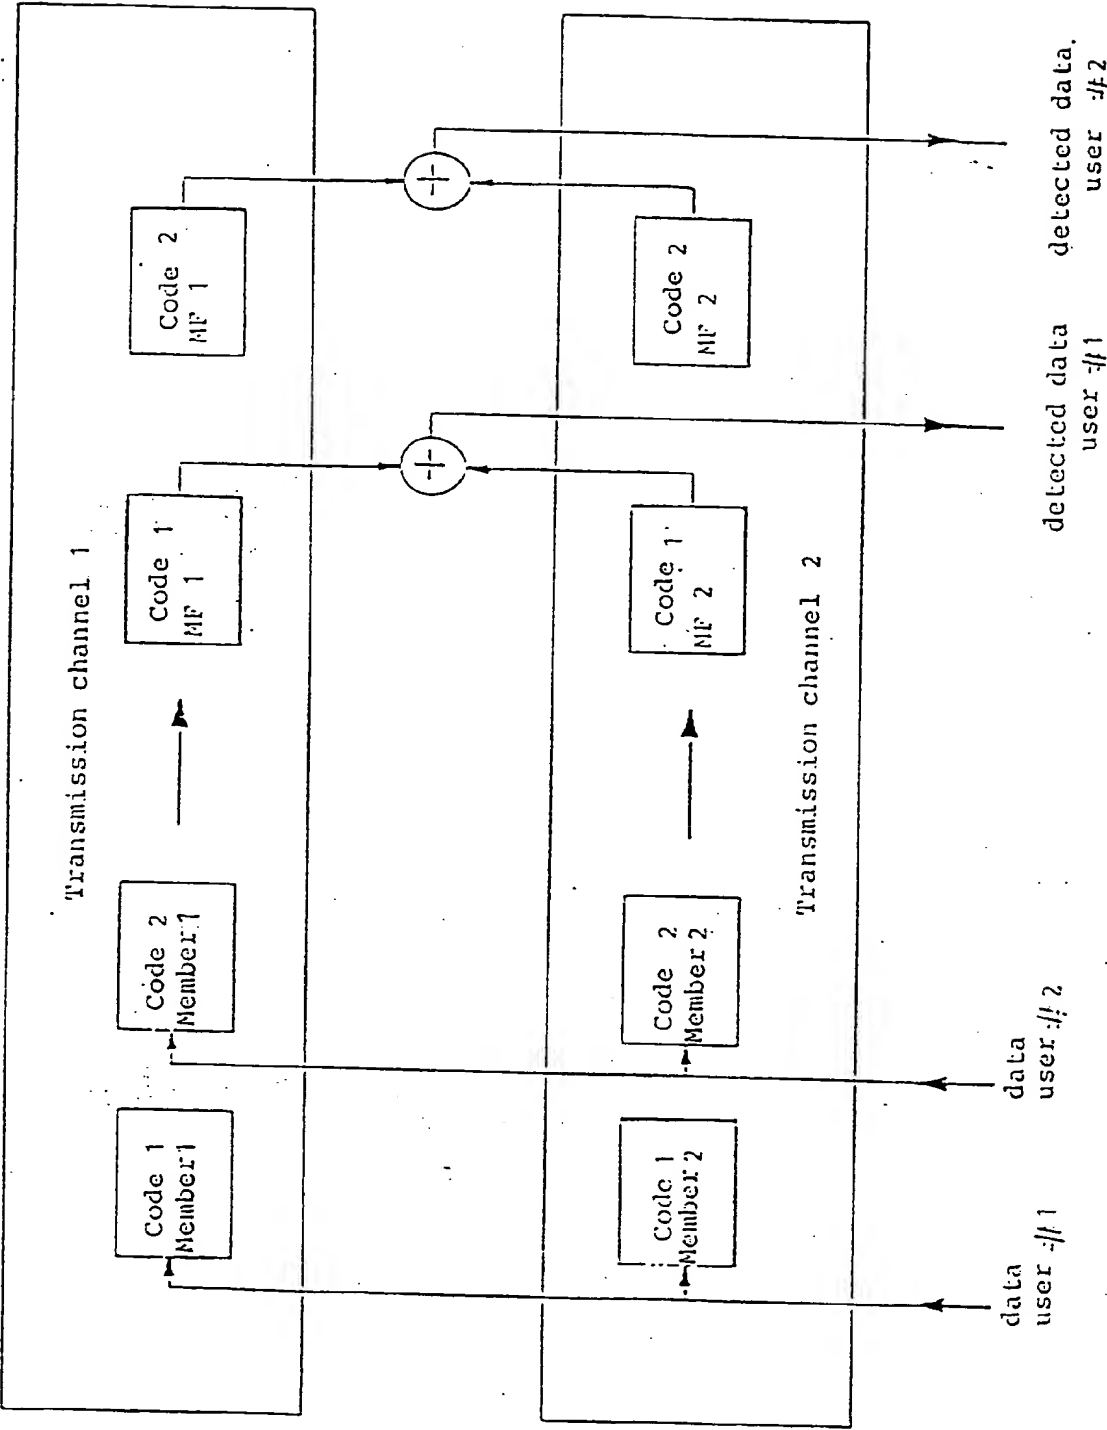 Transmission channel 1
Code 1
Member 1
Code 2
Member 1
Code 1
MF 1
Code 2
MF 1
Code 1
Member 2
Code 2
Member 2
Code 1
MF 2
Code 2
MF 2
Transmission channel 2
data
user #1
data
user #2
detected data
user #1
detected data.
user #2